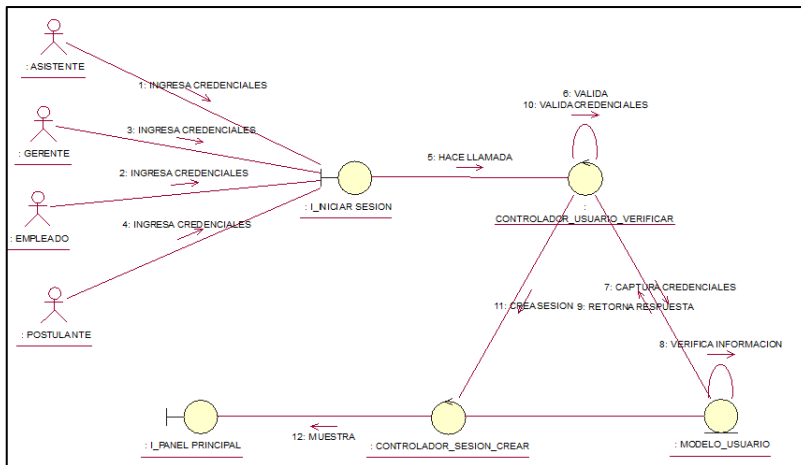 : ASISTENTE
1: INGRESA CREDENCIALES
6: VALIDA
10: VALIDA CREDENCIALES
3: INGRESA CREDENCIALES
: GERENTE
5: HACE LLAMADA
2: INGRESA CREDENCIALES
: I_INICIAR SESION
:
CONTROLADOR_USUARIO_VERIFICAR
4: INGRESA CREDENCIALES
: EMPLEADO
7: CAPTURA CREDENCIALES
11: CREA SESION
9: RETORNA RESPUESTA
8: VERIFICA INFORMACION
: POSTULANTE
12: MUESTRA
: I_PANEL PRINCIPAL
: CONTROLADOR_SESION_CREAR
: MODELO_USUARIO